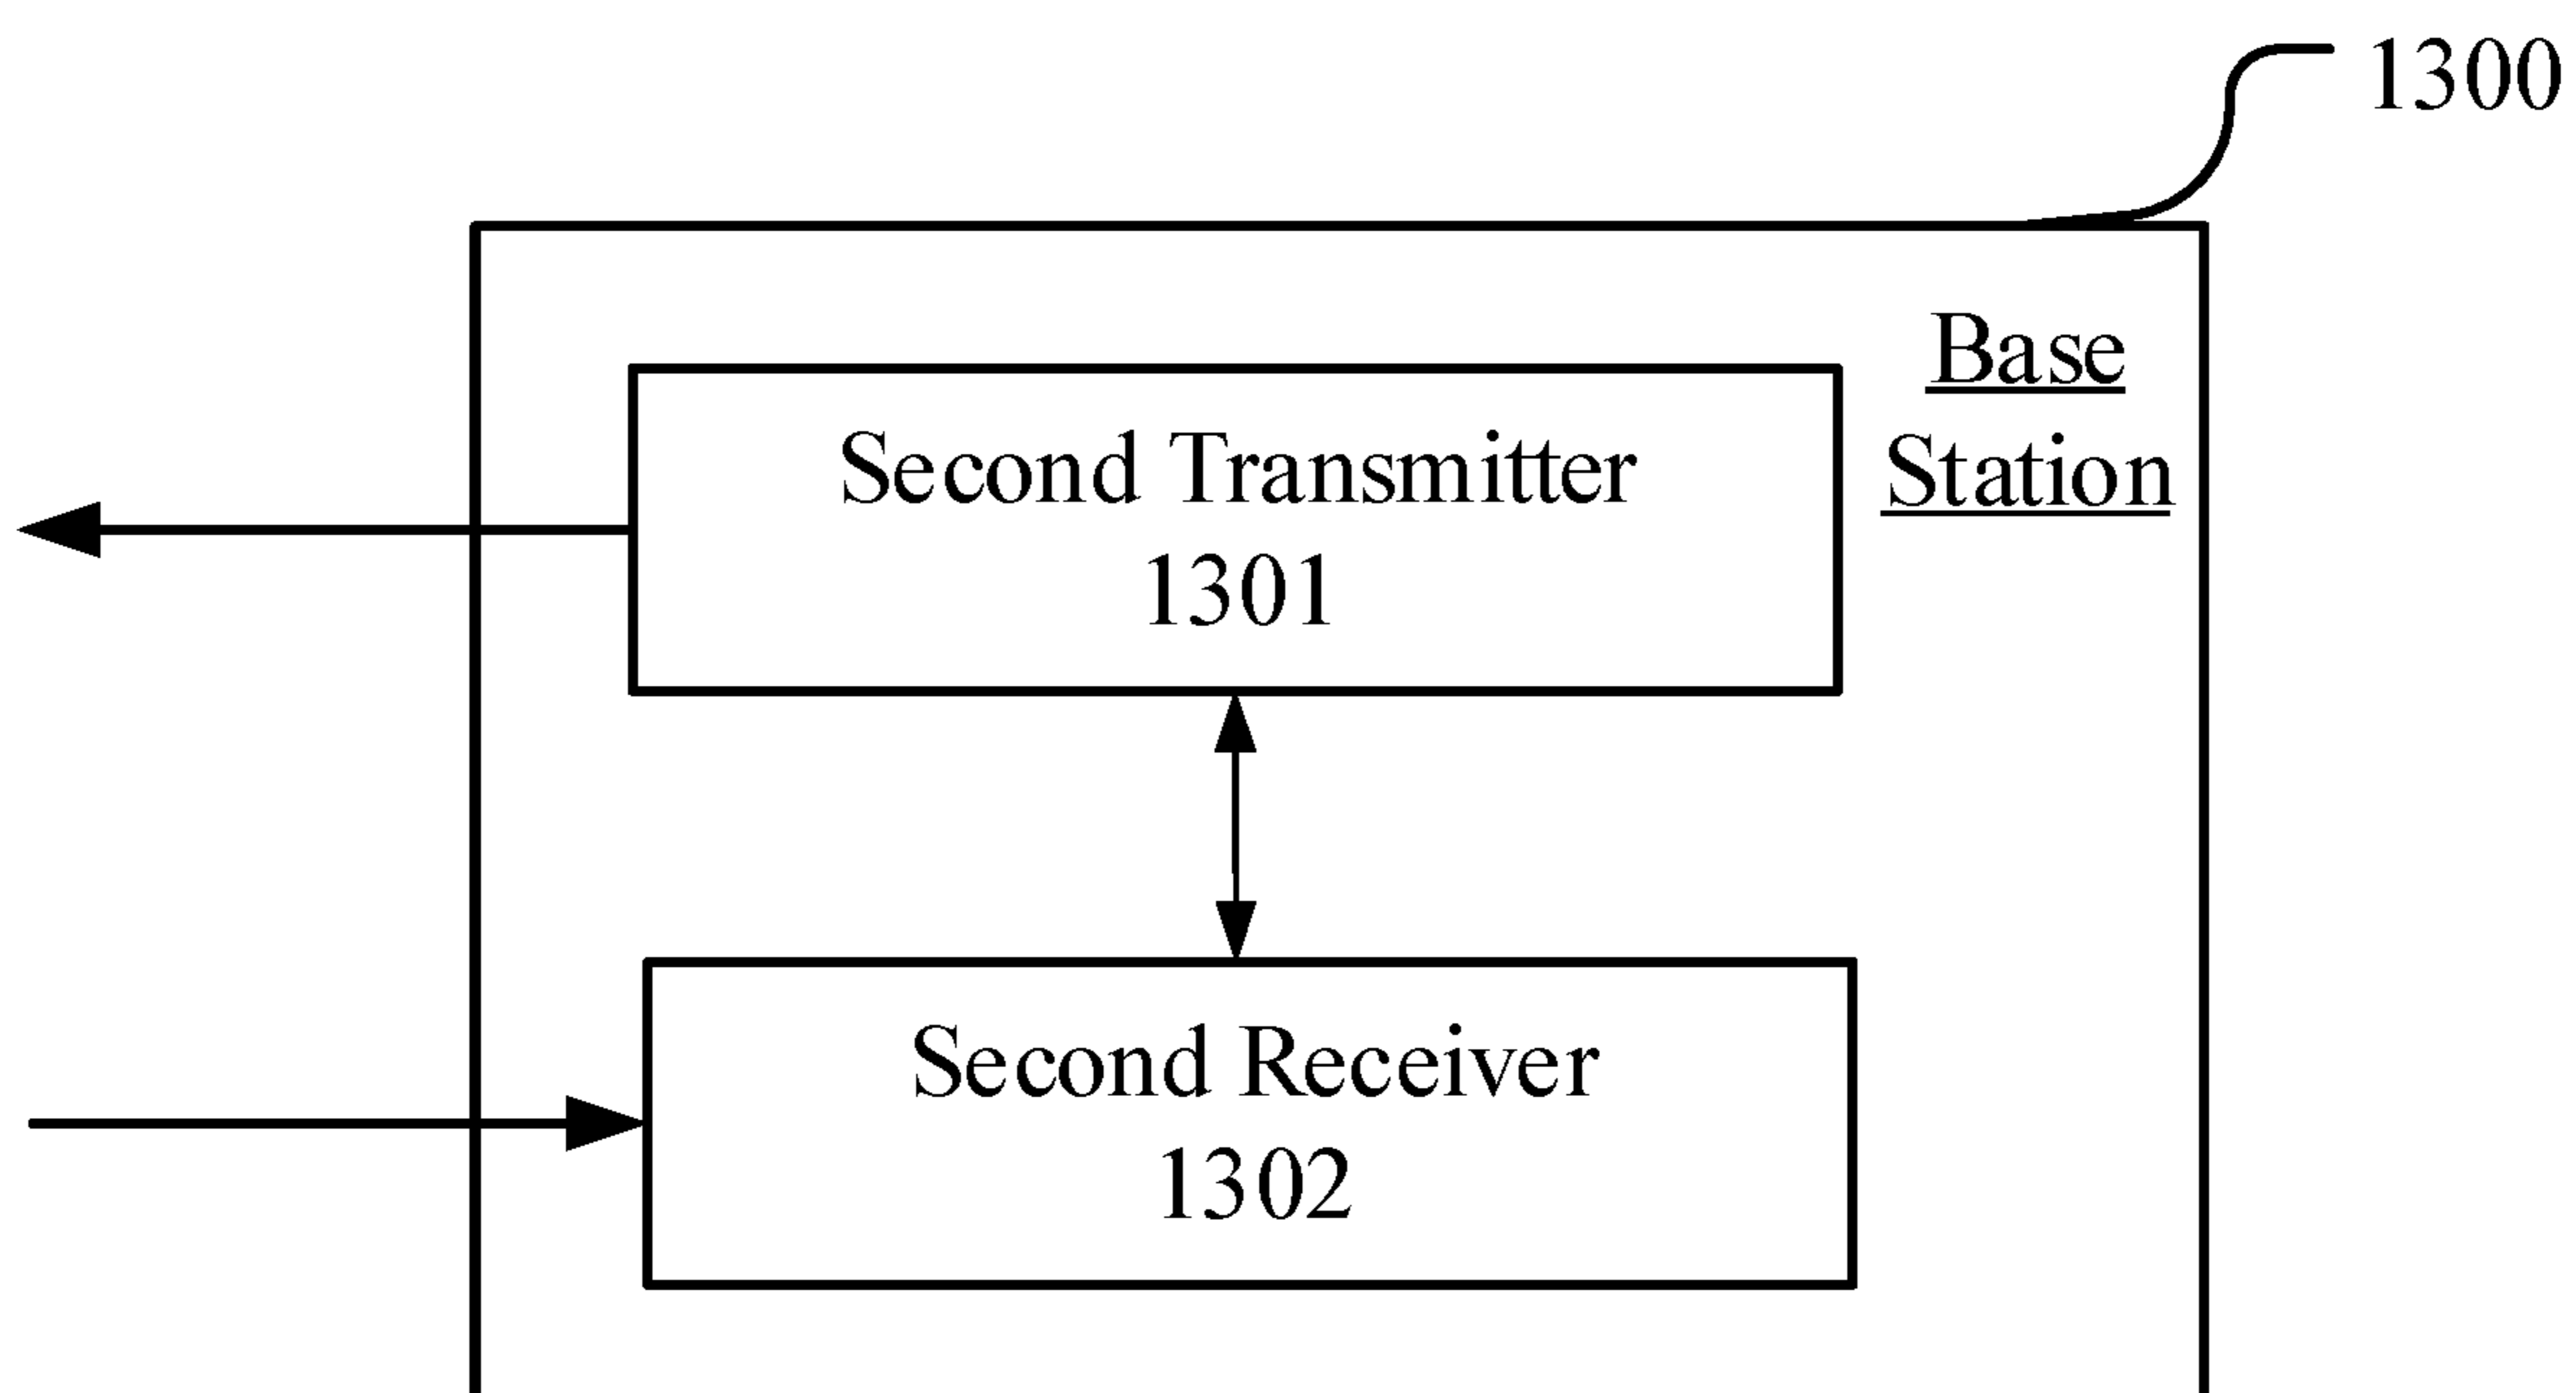 1300
Base
Station
Second Transmitter
1301
Second Receiver
1302